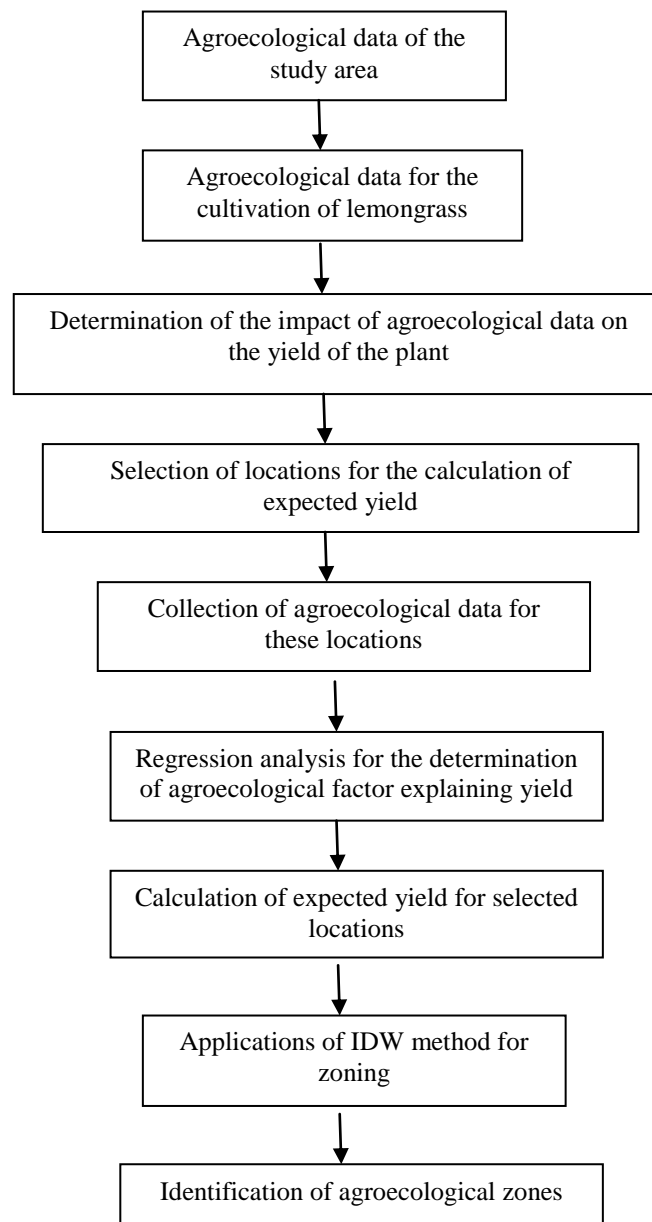 Agroecological data of the
study area
Agroecological data for the
cultivation of lemongrass
Determination of the impact of agroecological data on
the yield of the plant
Selection of locations for the calculation of
expected yield
Collection of agroecological data for
these locations
Regression analysis for the determination
of agroecological factor explaining yield
Calculation of expected yield for selected
locations
Applications of IDW method for
zoning
Identification of agroecological zones